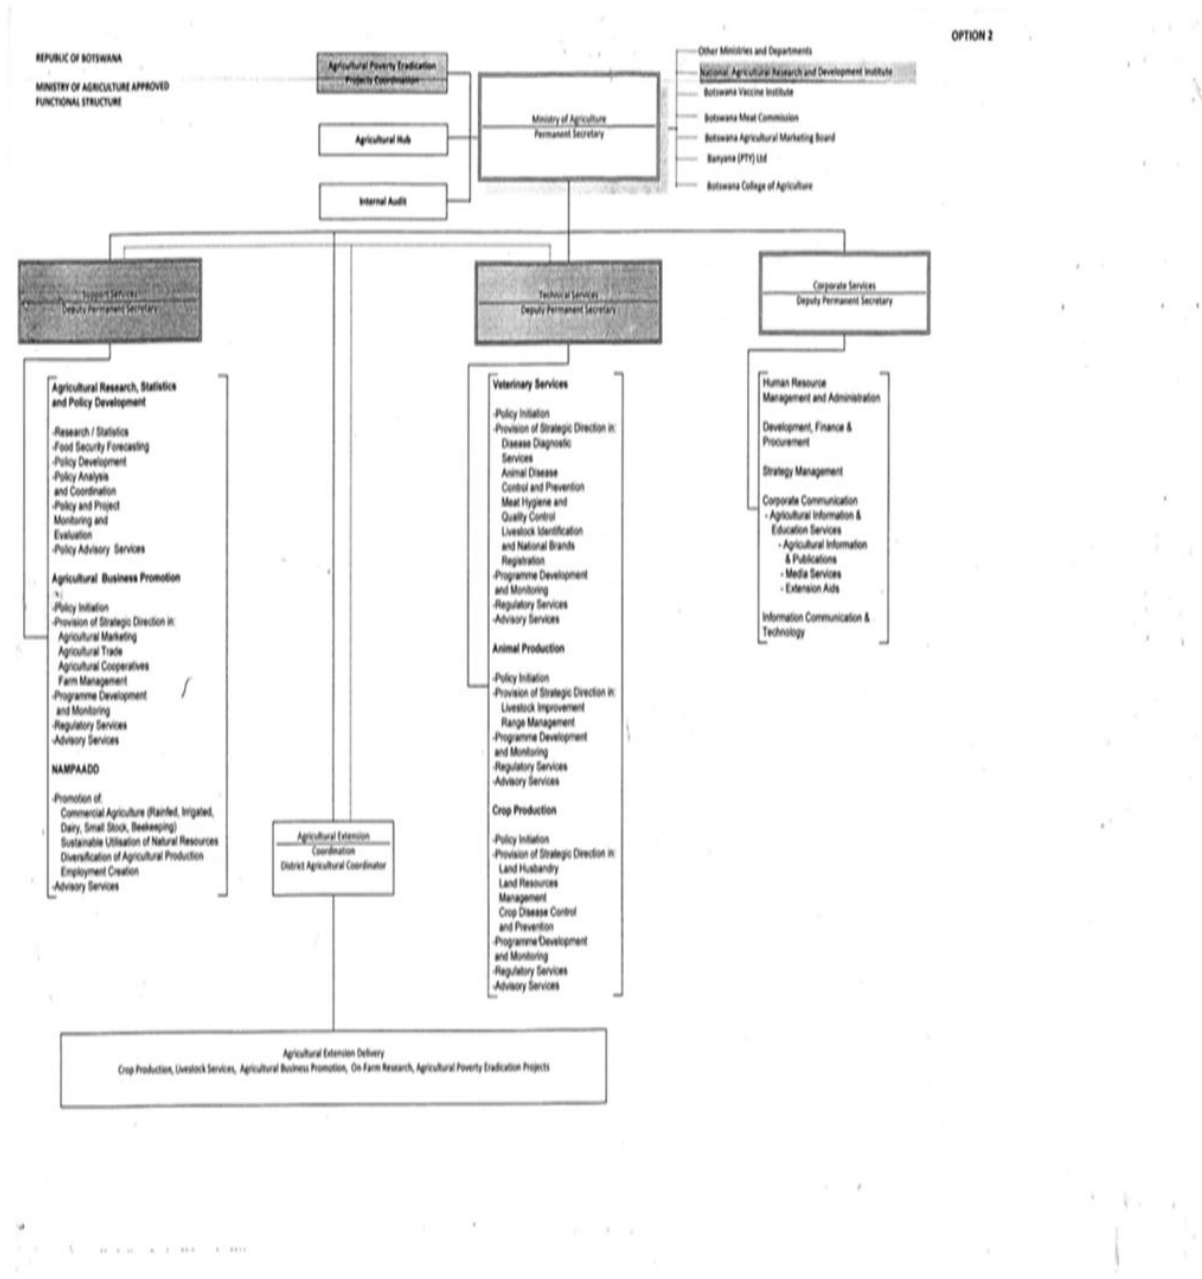 OPTION 2
REPUBLIC OF BOTSWANA
MINISTRY OF AGRICULTURE APPROVED
FUNCTIONAL STRUCTURE
Agricultural Poverty Eradication
Projects Coordination
Agricultural Hub
Internal Audit
Ministry of Agriculture
Permanent Secretary
Other Ministries and Departments
National Agricultural Research and Development Institute
Botswana Vaccine Institute
Botswana Meat Commission
Botswana Agricultural Marketing Board
Banyana (PTY) Ltd
Botswana College of Agriculture
Support Services
Deputy Permanent Secretary
Technical Services
Deputy Permanent Secretary
Corporate Services
Deputy Permanent Secretary
Agricultural Research, Statistics
and Policy Development
-Research / Statistics
-Food Security Forecasting
-Policy Development
-Policy Analysis
and Coordination
-Policy and Project
Monitoring and
Evaluation
-Policy Advisory Services
Agricultural Business Promotion
-Policy Initiation
-Provision of Strategic Direction in:
Agricultural Marketing
Agricultural Trade
Agricultural Cooperatives
Farm Management
-Programme Development
and Monitoring
-Regulatory Services
-Advisory Services
NAMPAADD
-Promotion of:
Commercial Agriculture (Rainfed, Irrigated,
Dairy, Small Stock, Beekeeping)
Sustainable Utilisation of Natural Resources
Diversification of Agricultural Production
Employment Creation
-Advisory Services
Agricultural Extension
Coordination
District Agricultural Coordinator
Veterinary Services
-Policy Initiation
-Provision of Strategic Direction in:
Disease Diagnostic
Services
Animal Disease
Control and Prevention
Meat Hygiene and
Quality Control
Livestock Identification
and National Brands
Registration
-Programme Development
and Monitoring
-Regulatory Services
-Advisory Services
Animal Production
-Policy Initiation
-Provision of Strategic Direction in:
Livestock Improvement
Range Management
-Programme Development
and Monitoring
-Regulatory Services
-Advisory Services
Crop Production
-Policy Initiation
-Provision of Strategic Direction in:
Land Husbandry
Land Resources
Management
Crop Disease Control
and Prevention
-Programme Development
and Monitoring
-Regulatory Services
-Advisory Services
Human Resource
Management and Administration
Development, Finance &
Procurement
Strategy Management
Corporate Communication
- Agricultural Information &
Education Services
- Agricultural Information
& Publications
- Media Services
- Extension Aids
Information Communication &
Technology
Agricultural Extension Delivery
Crop Production, Livestock Services, Agricultural Business Promotion, On Farm Research, Agricultural Poverty Eradication Projects